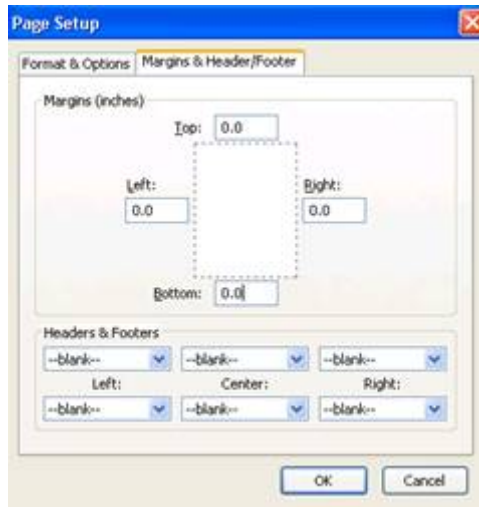 Page Setup
Format & Options Margins & Header/Footer
Margins (inches)
Top: 0.0
Left: Right:
0.0 0.0
Bottom: 0.0
Headers & Footers
--blank-- --blank-- --blank--
Left: Center: Right:
--blank-- --blank-- --blank--
OK Cancel